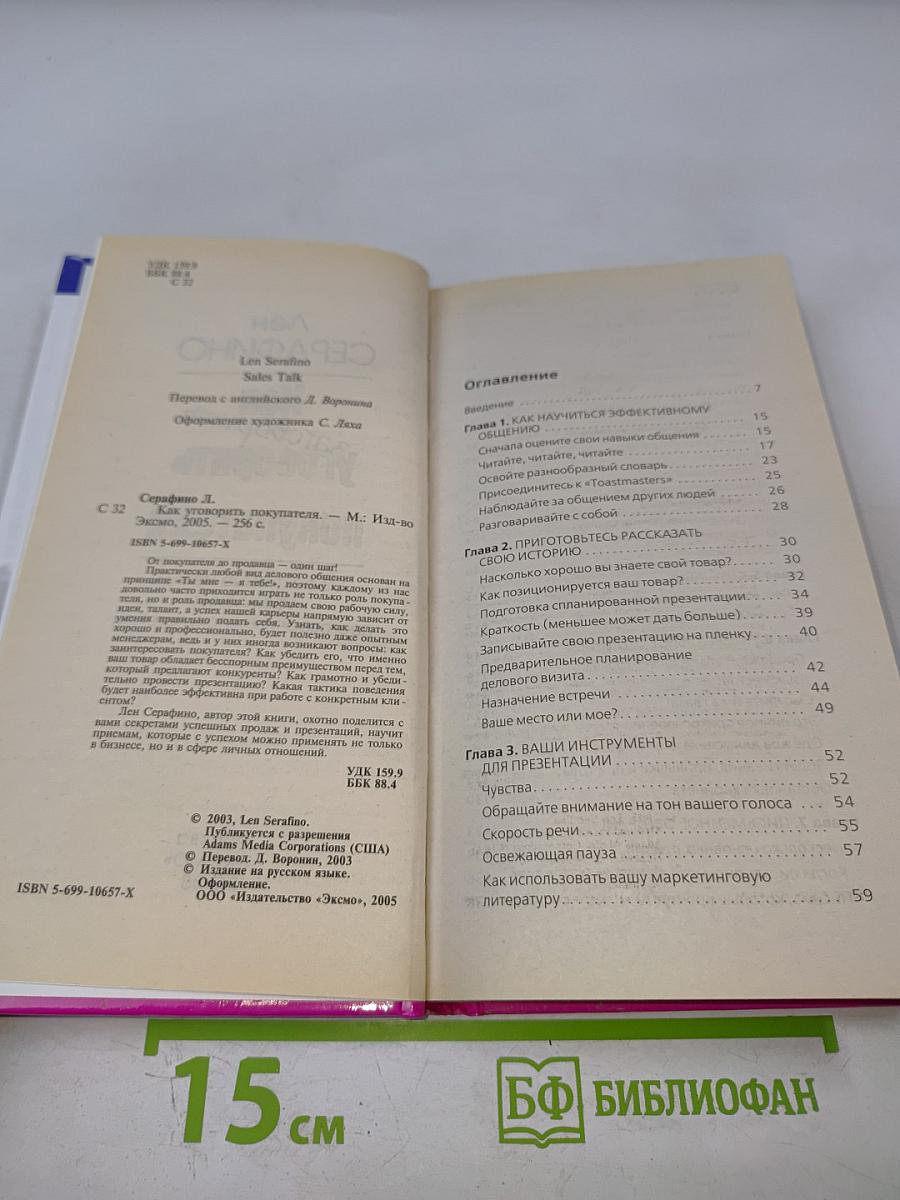 УДК 159.9
ББК 88.4
С 32
Len Serafino
Sales Talk
Перевод с английского Д. Воронина
Оформление художника С. Ляха
Серафино Л.
С 32 Как уговорить покупателя. — М.: Изд-во
Эксмо, 2005. — 256 с.
ISBN 5-699-10657-X
От покупателя до продавца — один шаг!
Практически любой вид делового общения основан на
принципе «Ты мне — я тебе!», поэтому каждому из нас
довольно часто приходится играть не только роль покупа-
теля, но и роль продавца: мы продаем свою рабочую силу,
идеи, талант, а успех нашей карьеры напрямую зависит от
умения правильно подать себя. Узнать, как делать это
хорошо и профессионально, будет полезно даже опытным
менеджерам, ведь и у них иногда возникают вопросы: как
заинтересовать покупателя? Как убедить его, что именно
ваш товар обладает бесспорным преимуществом перед тем,
который предлагают конкуренты? Как грамотно и убеди-
тельно провести презентацию? Какая тактика поведения
будет наиболее эффективна при работе с конкретным кли-
ентом?
Лен Серафино, автор этой книги, охотно поделится с
вами секретами успешных продаж и презентаций, научит
приемам, которые с успехом можно применять не только
в бизнесе, но и в сфере личных отношений.
УДК 159.9
ББК 88.4
© 2003, Len Serafino.
Публикуется с разрешения
Adams Media Corporations (США)
© Перевод. Д. Воронин, 2003
© Издание на русском языке.
Оформление.
ISBN 5-699-10657-X ООО «Издательство «Эксмо», 2005
Оглавление
Введение 7
Глава 1. КАК НАУЧИТЬСЯ ЭФФЕКТИВНОМУ
ОБЩЕНИЮ 15
Сначала оцените свои навыки общения 15
Читайте, читайте, читайте 17
Освойте разнообразный словарь 23
Присоединитесь к «Toastmasters» 25
Наблюдайте за общением других людей 26
Разговаривайте с собой 28
Глава 2. ПРИГОТОВЬТЕСЬ РАССКАЗАТЬ
СВОЮ ИСТОРИЮ 30
Насколько хорошо вы знаете свой товар? 30
Как позиционируется ваш товар? 32
Подготовка спланированной презентации 34
Краткость (меньшее может дать больше) 39
Записывайте свою презентацию на пленку 40
Предварительное планирование
делового визита 42
Назначение встречи 44
Ваше место или мое? 49
Глава 3. ВАШИ ИНСТРУМЕНТЫ
ДЛЯ ПРЕЗЕНТАЦИИ 52
Чувства 52
Обращайте внимание на тон вашего голоса ... 54
Скорость речи 55
Освежающая пауза 57
Как использовать вашу маркетинговую
литературу 59
15 см
БФ БИБЛИОФАН